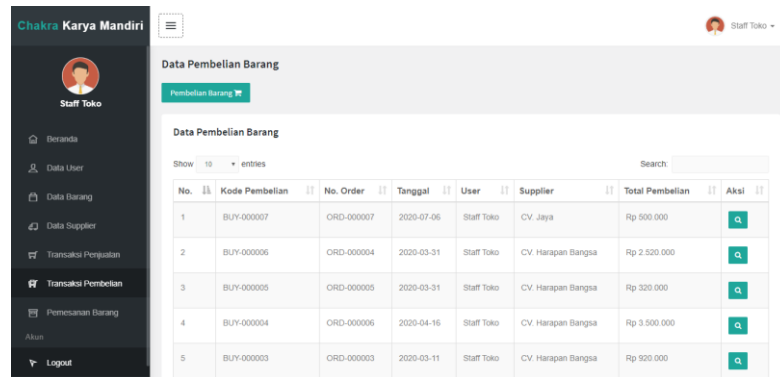 Chakra Karya Mandiri
Staff Toko
Staff Toko
Beranda
Data User
Data Barang
Data Supplier
Transaksi Penjualan
Transaksi Pembelian
Pemesanan Barang
Akun
Logout
Data Pembelian Barang
Pembelian Barang
Data Pembelian Barang
Show 10 entries Search:
No. Kode Pembelian No. Order Tanggal User Supplier Total Pembelian Aksi
1 BUY-000007 ORD-000007 2020-07-06 Staff Toko CV. Jaya Rp 500.000
2 BUY-000006 ORD-000004 2020-03-31 Staff Toko CV. Harapan Bangsa Rp 2.520.000
3 BUY-000005 ORD-000005 2020-03-31 Staff Toko CV. Harapan Bangsa Rp 320.000
4 BUY-000004 ORD-000006 2020-04-16 Staff Toko CV. Harapan Bangsa Rp 3.500.000
5 BUY-000003 ORD-000003 2020-03-11 Staff Toko CV. Harapan Bangsa Rp 920.000